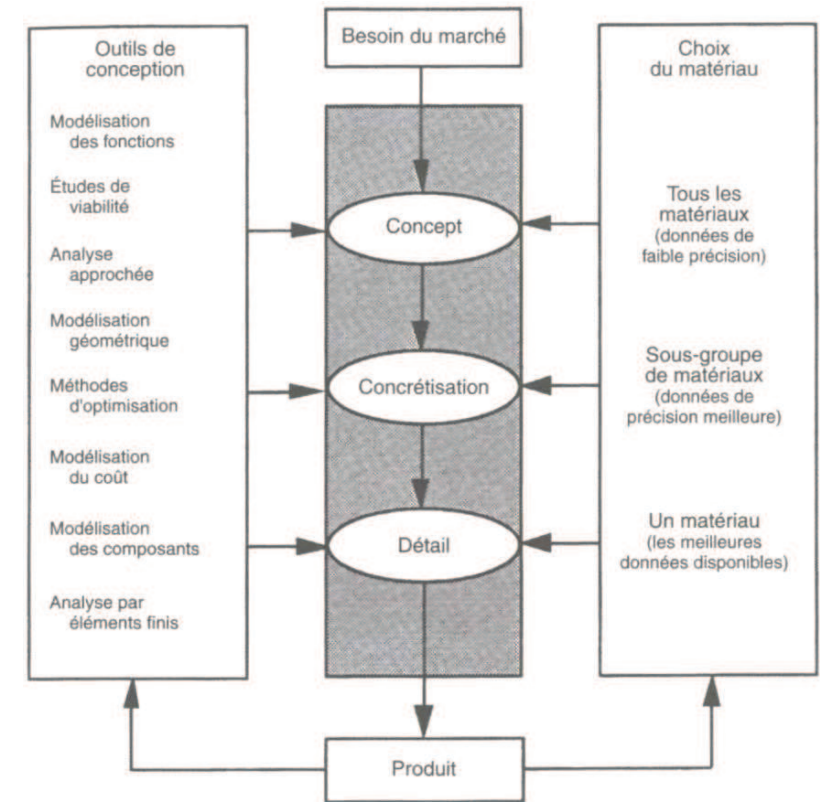 Outils de
conception
Modélisation
des fonctions
Études de
viabilité
Analyse
approchée
Modélisation
géométrique
Méthodes
d'optimisation
Modélisation
du coût
Modélisation
des composants
Analyse par
éléments finis
Besoin du marché
Concept
Concrétisation
Détail
Produit
Choix
du matériau
Tous les
matériaux
(données de
faible précision)
Sous-groupe
de matériaux
(données de
précision meilleure)
Un matériau
(les meilleures
données disponibles)